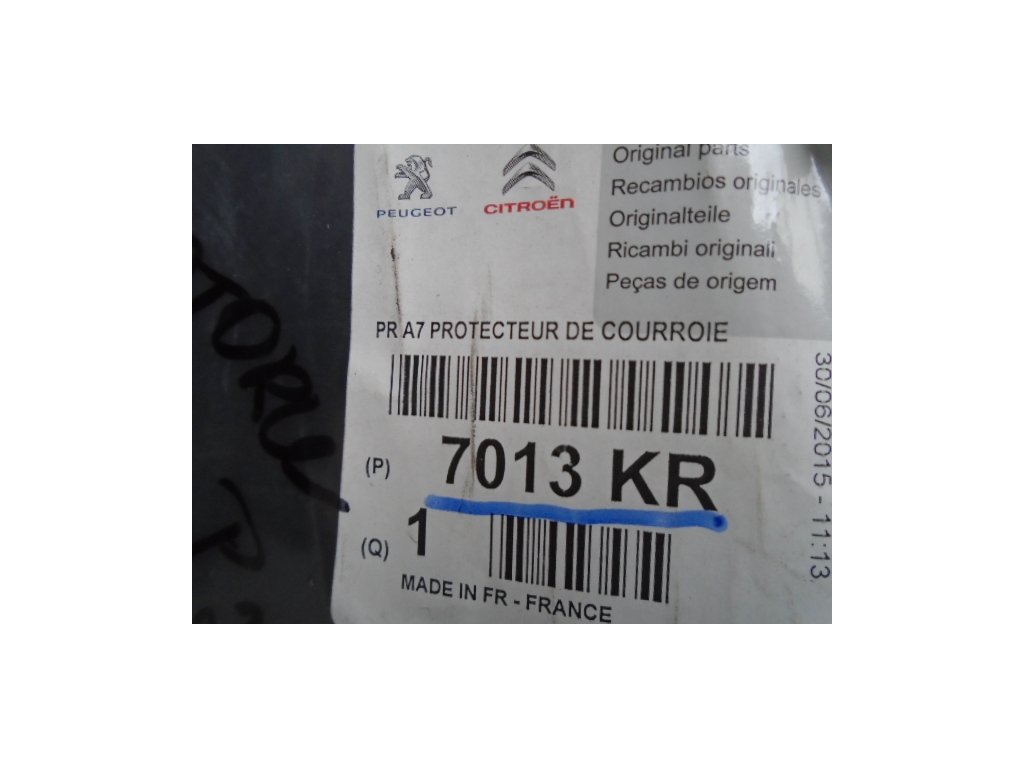 PEUGEOT
CITROËN
Original parts
Recambios originales
Originalteile
Ricambi originali
Peças de origem
PR A7 PROTECTEUR DE COURROIE
(P) 7013 KR
(Q) 1
MADE IN FR - FRANCE
30/06/2015 - 11:13